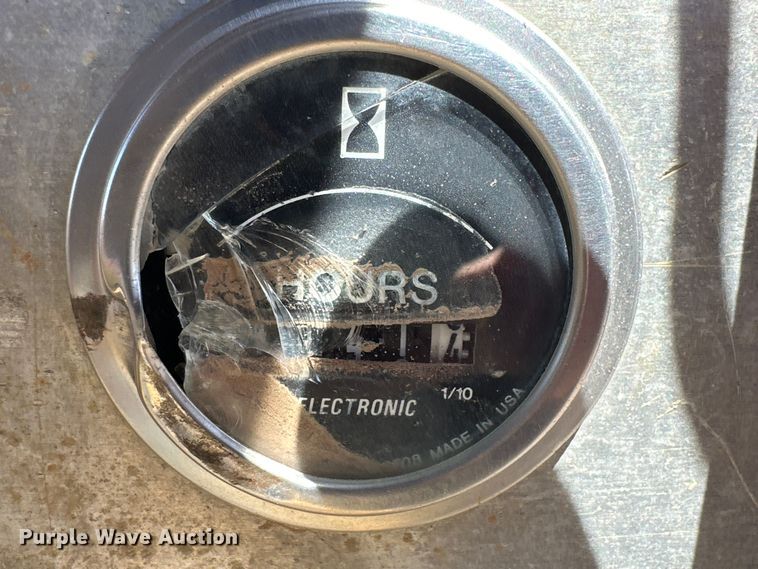 HOURS
1/10
ELECTRONIC
MADE IN USA
Purple Wave Auction